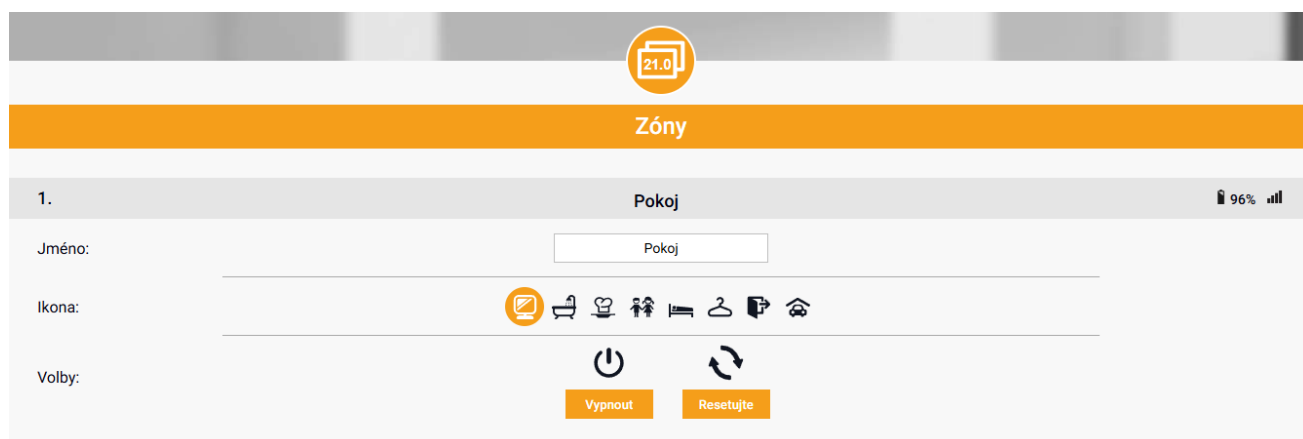 21.0
Zóny
1. Pokoj 96%
Jméno: Pokoj
Ikona:
Volby:
Vypnout Resetujte